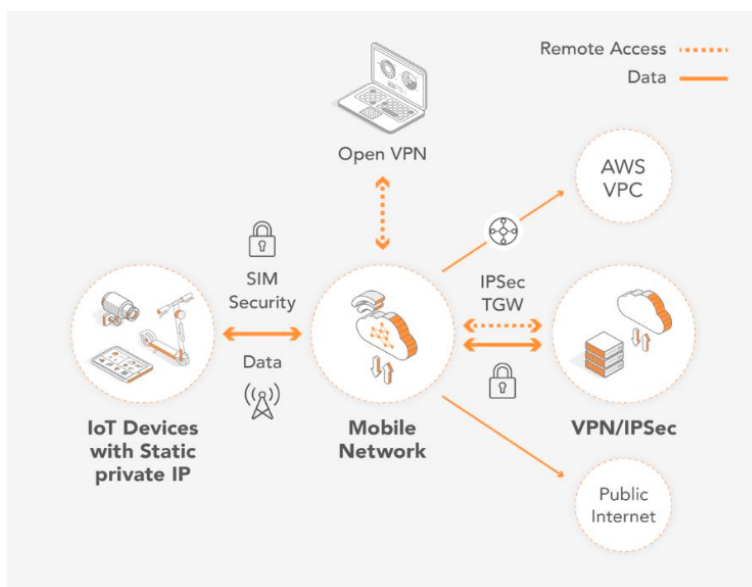 Remote Access
Data
Open VPN
AWS
VPC
SIM
Security
IPSec
TGW
Data
IoT Devices
with Static
private IP
Mobile
Network
VPN/IPSec
Public
Internet